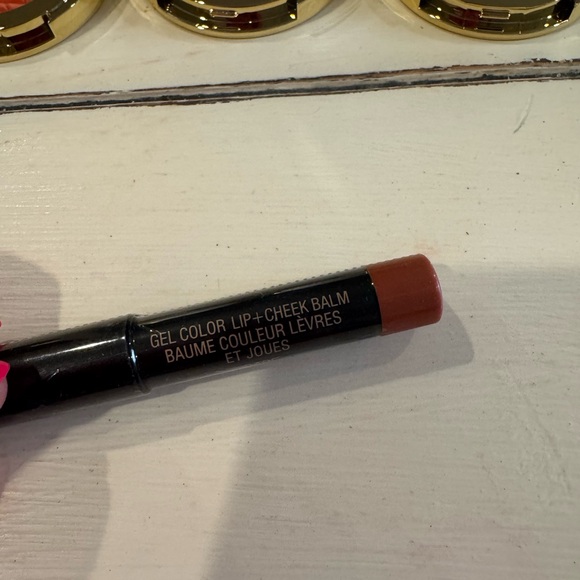 GEL COLOR LIP+CHEEK BALM
BAUME COULEUR LÈVRES
ET JOUES